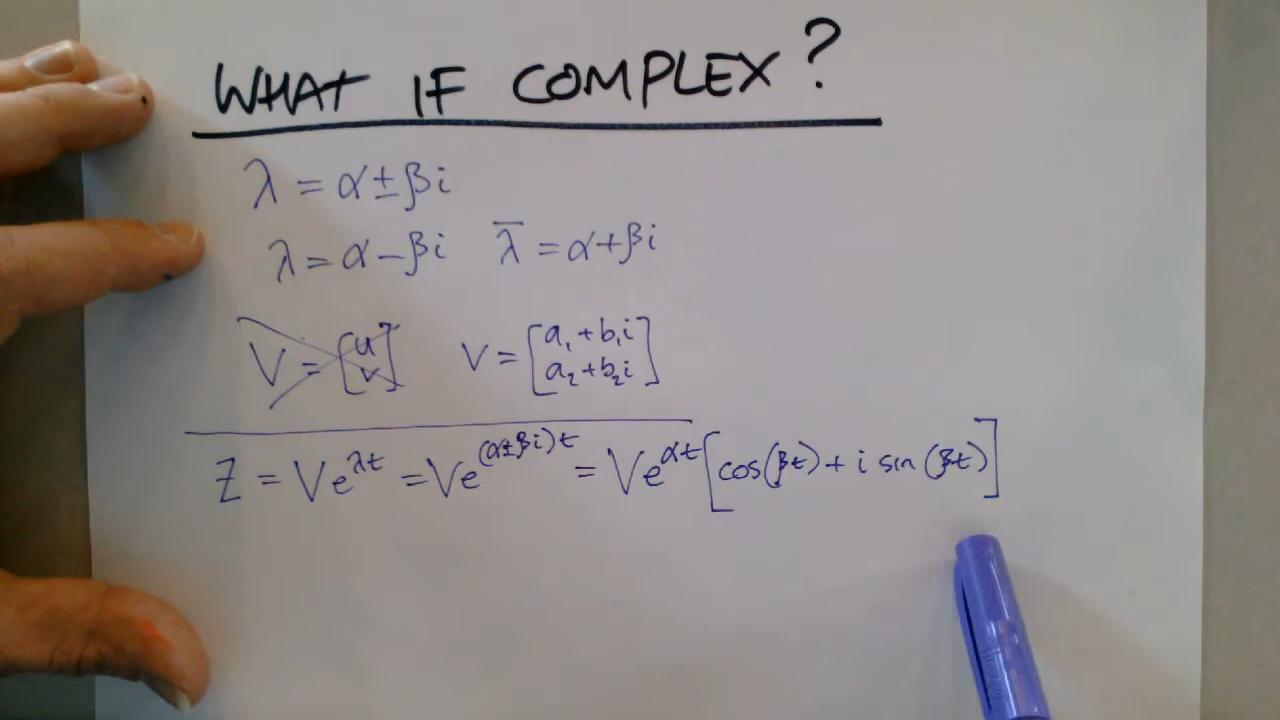 WHAT IF COMPLEX?
λ = α ± βi
λ = α - βi λ̄ = α + βi
V = [u v] V = [a₁ + b₁i a₂ + b₂i]
Z = Ve^λt = Ve^(α±βi)t = Ve^αt [cos(βt) + i sin(βt)]